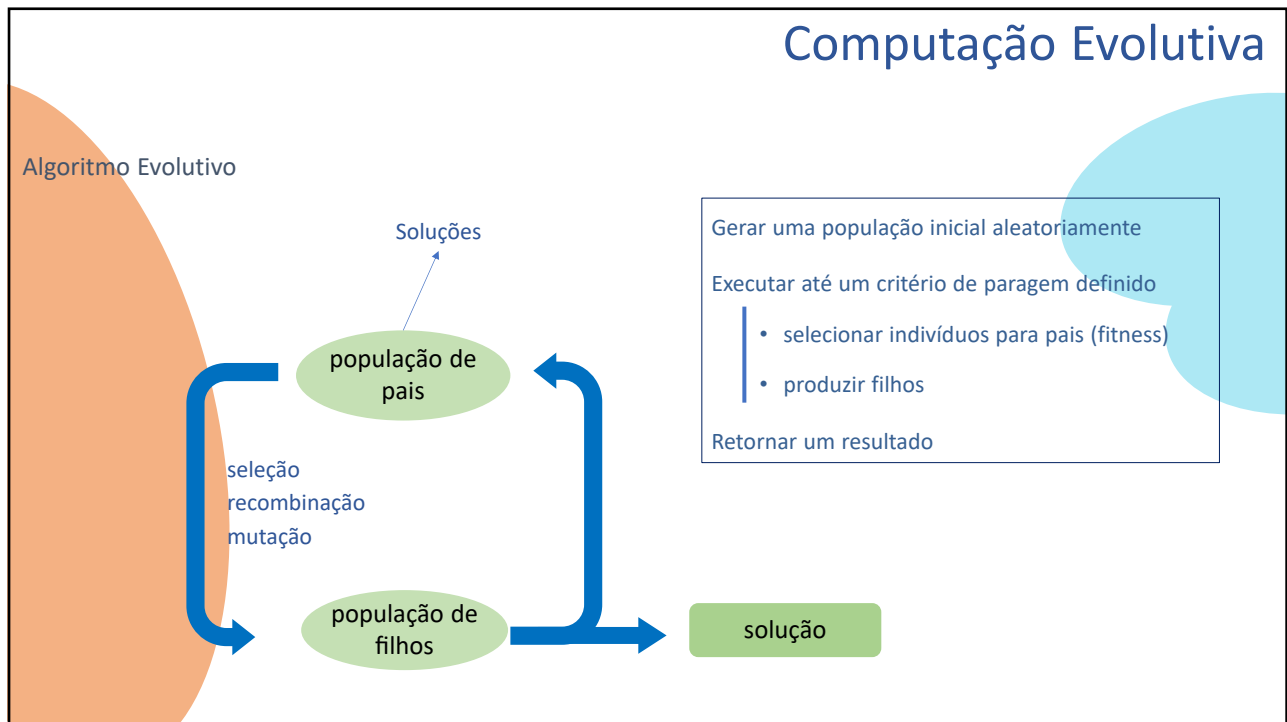 Computação Evolutiva
Algoritmo Evolutivo
Soluções
população de
pais
seleção
recombinação
mutação
população de
filhos
solução
Gerar uma população inicial aleatoriamente
Executar até um critério de paragem definido
• selecionar indivíduos para pais (fitness)
• produzir filhos
Retornar um resultado